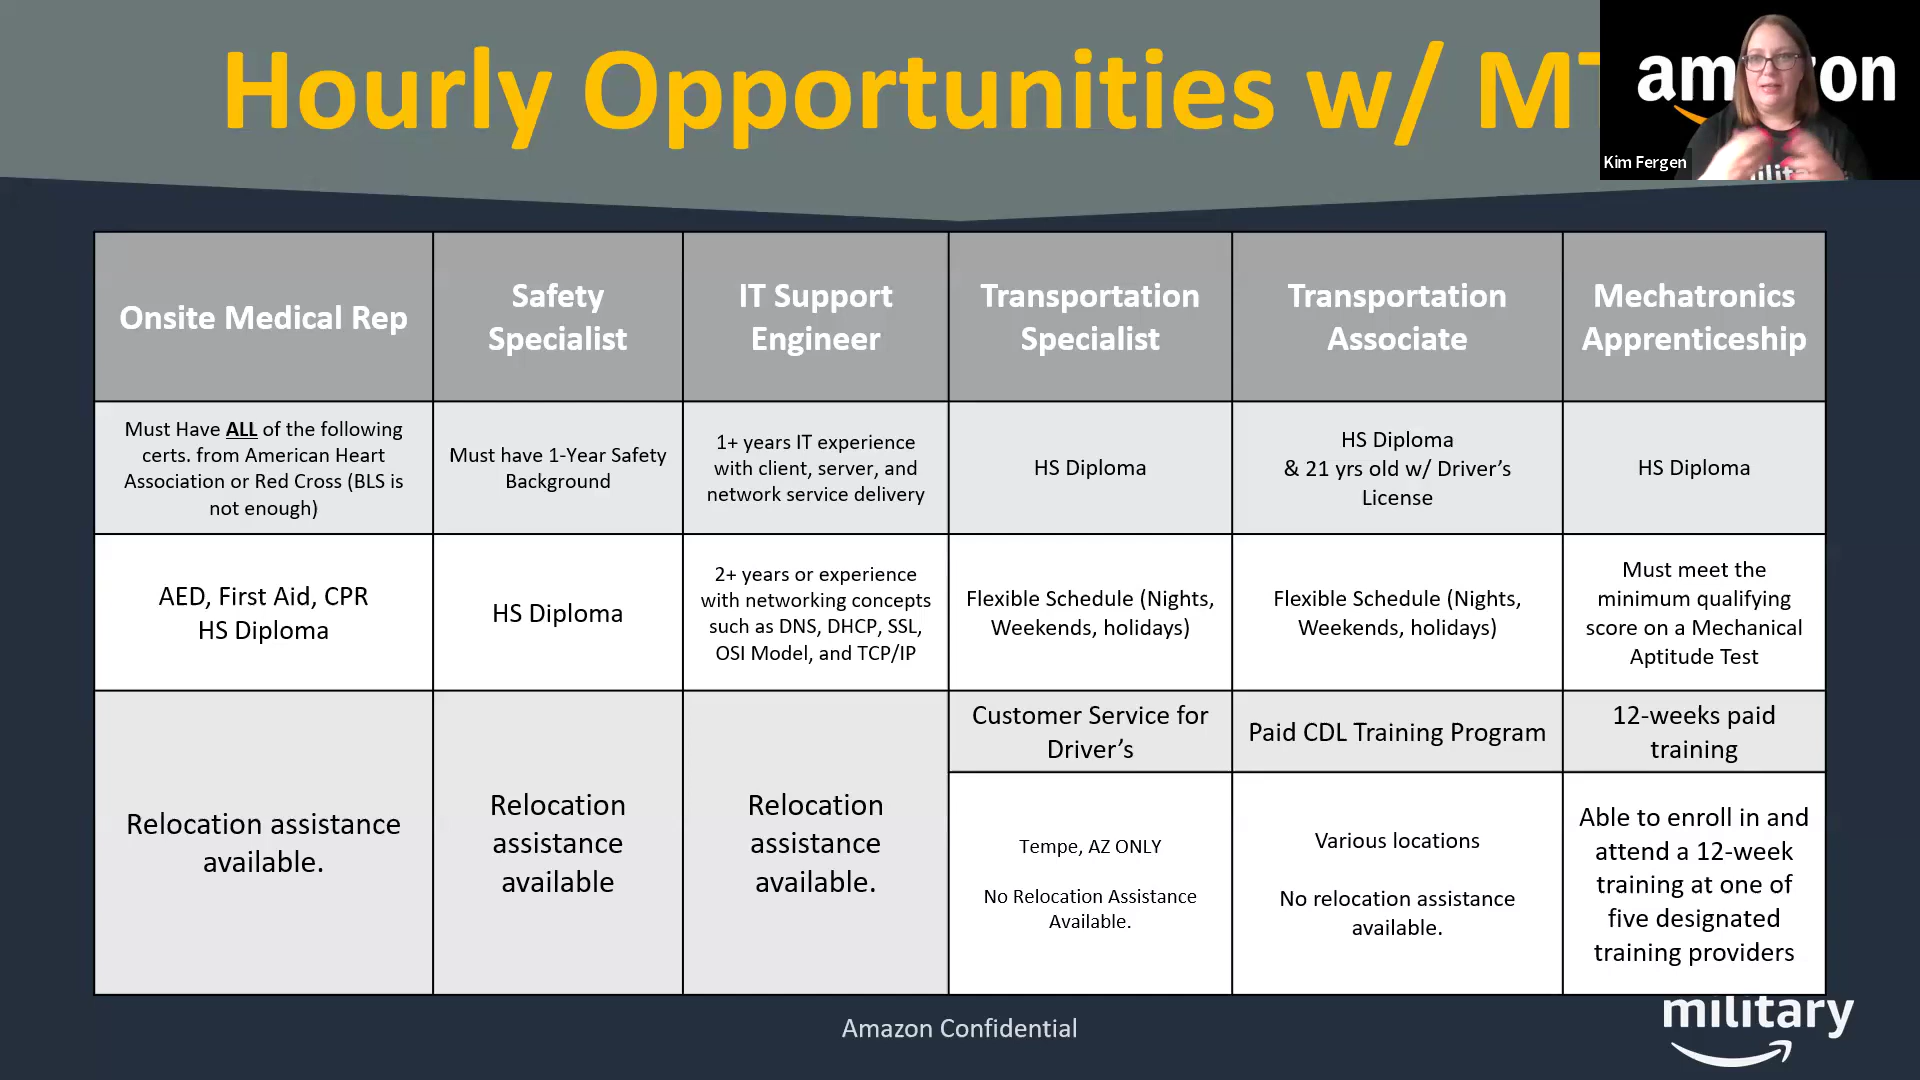 Hourly Opportunities w/
amazon
Kim Fergen
Onsite Medical Rep
Safety
Specialist
IT Support
Engineer
Transportation
Specialist
Transportation
Associate
Mechatronics
Apprenticeship
Must Have ALL of the following
certs. from American Heart
Association or Red Cross (BLS is
not enough)
Must have 1-Year Safety
Background
1+ years IT experience
with client, server, and
network service delivery
HS Diploma
HS Diploma
& 21 yrs old w/ Driver’s
License
HS Diploma
AED, First Aid, CPR
HS Diploma
HS Diploma
2+ years or experience
with networking concepts
such as DNS, DHCP, SSL,
OSI Model, and TCP/IP
Flexible Schedule (Nights,
Weekends, holidays)
Flexible Schedule (Nights,
Weekends, holidays)
Must meet the
minimum qualifying
score on a Mechanical
Aptitude Test
Relocation assistance
available.
Relocation
assistance
available
Relocation
assistance
available.
Customer Service for
Driver’s
Paid CDL Training Program
12-weeks paid
training
Tempe, AZ ONLY
No Relocation Assistance
Available.
Various locations
No relocation assistance
available.
Able to enroll in and
attend a 12-week
training at one of
five designated
training providers
Amazon Confidential
military